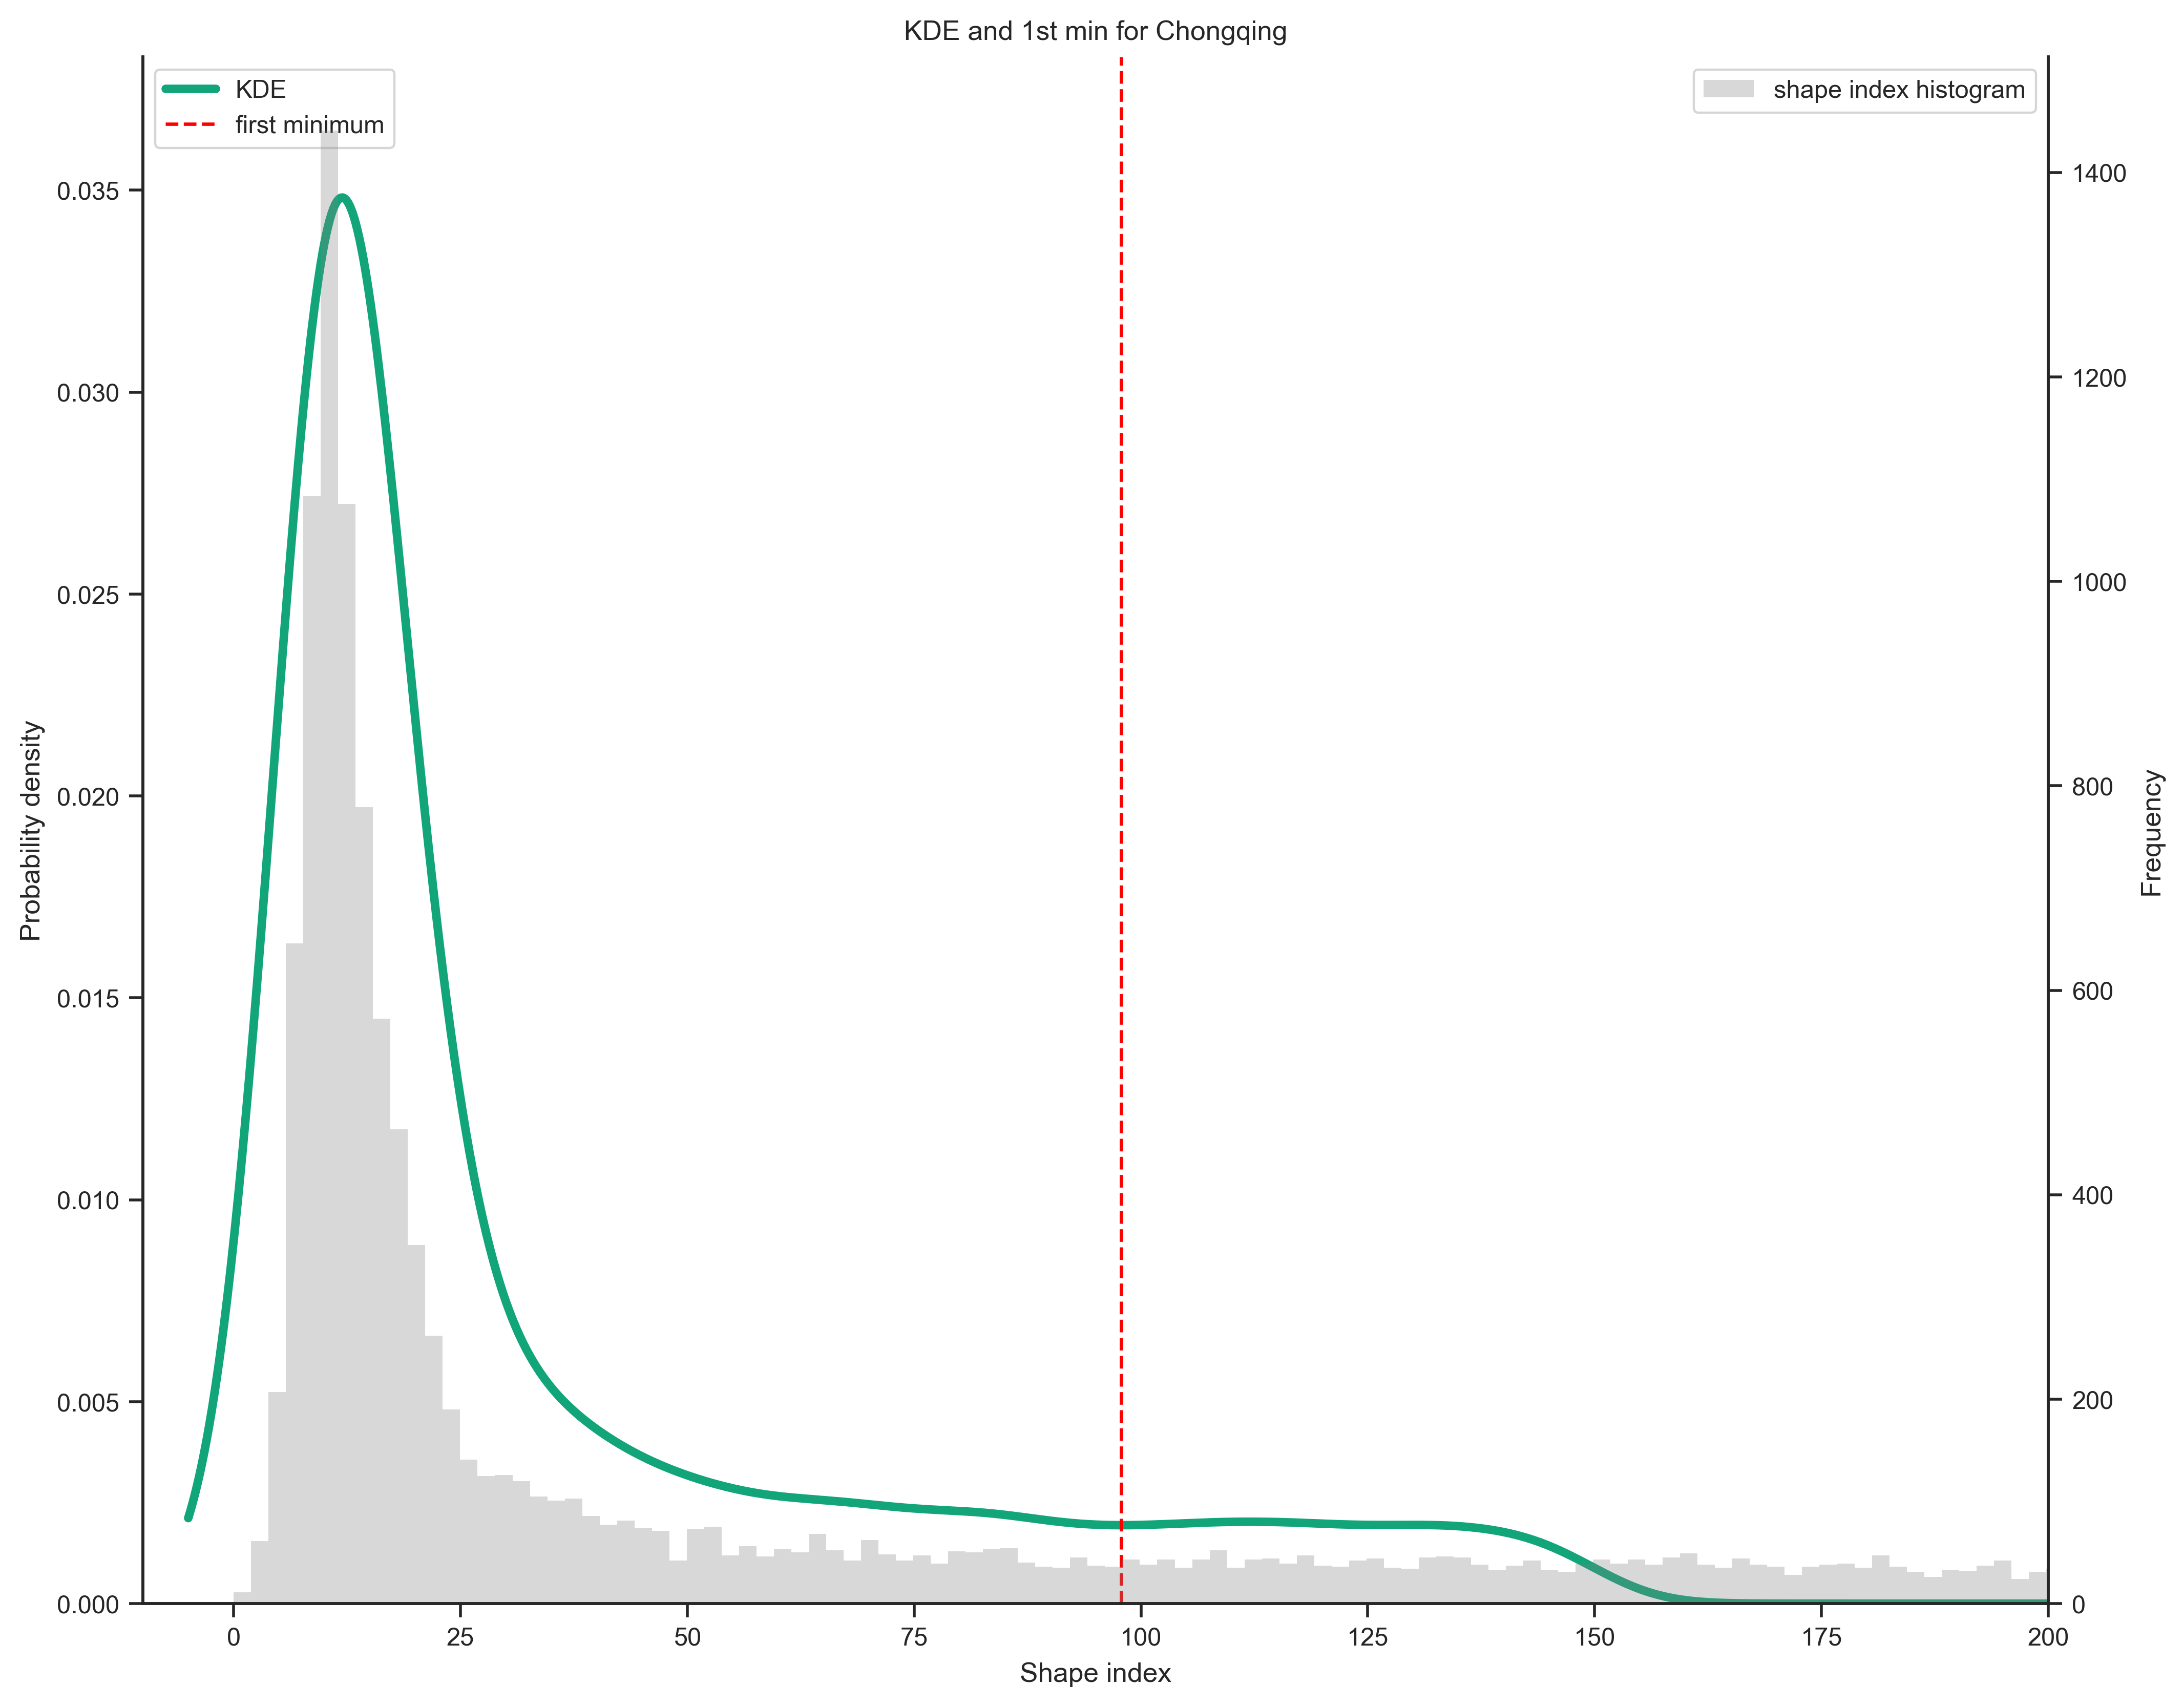 KDE and 1st min for Chongqing
KDE
first minimum
shape index histogram
0.035
0.030
0.025
0.020
0.015
0.010
0.005
0.000
Probability density
1400
1200
1000
800
600
400
200
0
Frequency
0 25 50 75 100 125 150 175 200
Shape index